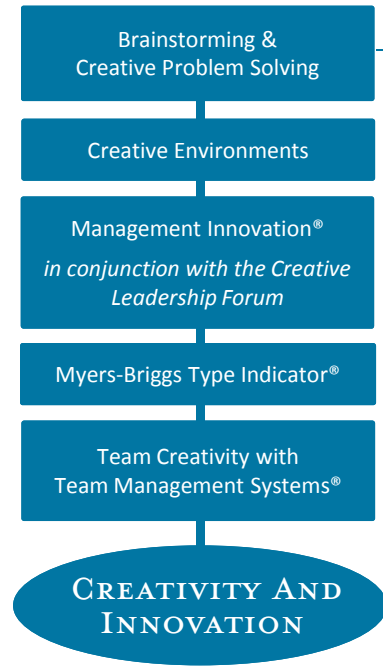 Brainstorming &
Creative Problem Solving
Creative Environments
Management Innovation®
in conjunction with the Creative
Leadership Forum
Myers-Briggs Type Indicator®
Team Creativity with
Team Management Systems®
Creativity And
Innovation